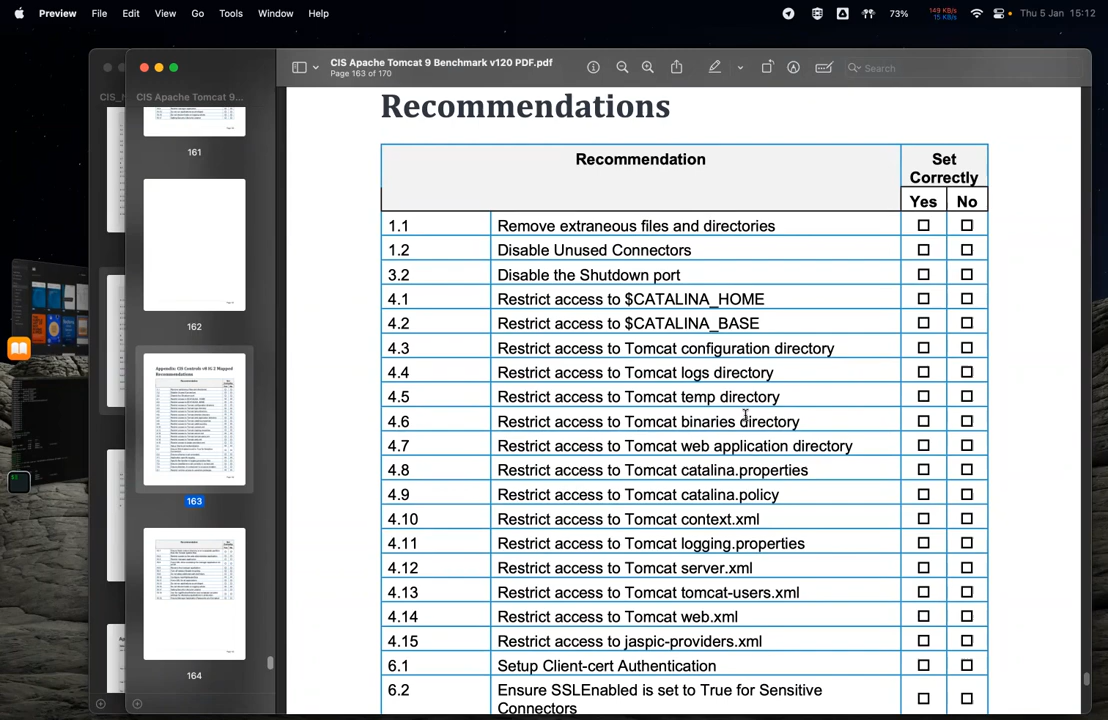 Preview File Edit View Go Tools Window Help
73%
149 KB/s
15 KB/s
Thu 5 Jan 15:12
CIS Apache Tomcat 9...
161
162
163
164
CIS Apache Tomcat 9 Benchmark v120 PDF.pdf
Page 163 of 170
Search
Recommendations
Recommendation Set
Correctly
Yes No
1.1 Remove extraneous files and directories
1.2 Disable Unused Connectors
3.2 Disable the Shutdown port
4.1 Restrict access to $CATALINA_HOME
4.2 Restrict access to $CATALINA_BASE
4.3 Restrict access to Tomcat configuration directory
4.4 Restrict access to Tomcat logs directory
4.5 Restrict access to Tomcat temp directory
4.6 Restrict access to Tomcat binaries directory
4.7 Restrict access to Tomcat web application directory
4.8 Restrict access to Tomcat catalina.properties
4.9 Restrict access to Tomcat catalina.policy
4.10 Restrict access to Tomcat context.xml
4.11 Restrict access to Tomcat logging.properties
4.12 Restrict access to Tomcat server.xml
4.13 Restrict access to Tomcat tomcat-users.xml
4.14 Restrict access to Tomcat web.xml
4.15 Restrict access to jaspic-providers.xml
6.1 Setup Client-cert Authentication
6.2 Ensure SSLEnabled is set to True for Sensitive
Connectors